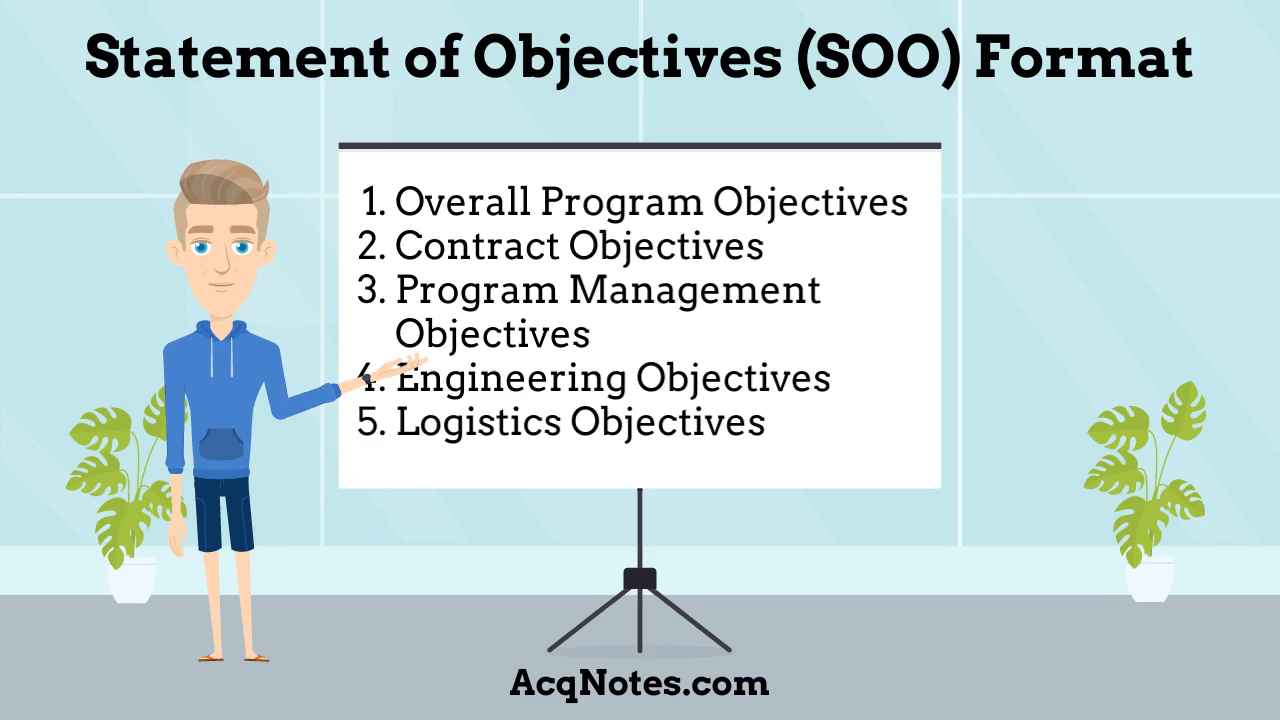 Statement of Objectives (SOO) Format
1. Overall Program Objectives
2. Contract Objectives
3. Program Management
Objectives
4. Engineering Objectives
5. Logistics Objectives
AcqNotes.com